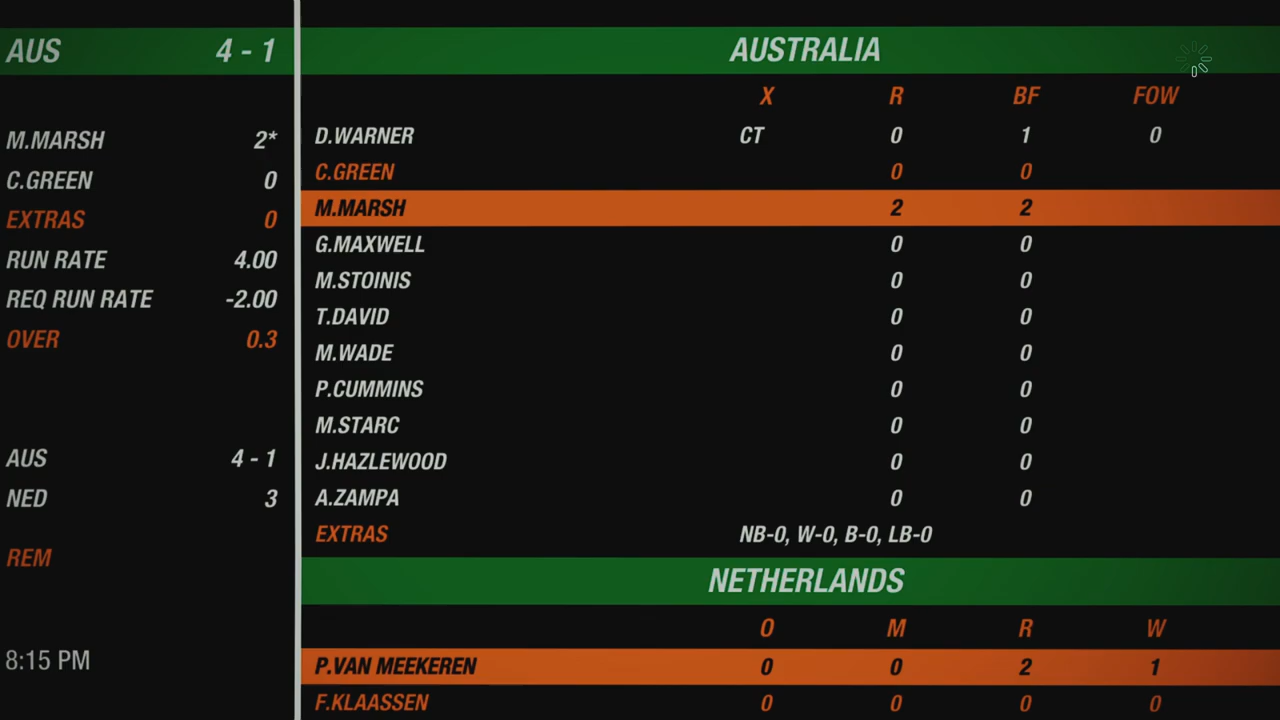 AUS 4 - 1
M.MARSH 2*
C.GREEN 0
EXTRAS 0
RUN RATE 4.00
REQ RUN RATE -2.00
OVER 0.3
AUS 4 - 1
NED 3
REM
8:15 PM
AUSTRALIA
X R BF FOW
D.WARNER CT 0 1 0
C.GREEN 0 0
M.MARSH 2 2
G.MAXWELL 0 0
M.STOINIS 0 0
T.DAVID 0 0
M.WADE 0 0
P.CUMMINS 0 0
M.STARC 0 0
J.HAZLEWOOD 0 0
A.ZAMPA 0 0
EXTRAS NB-0, W-0, B-0, LB-0
NETHERLANDS
O M R W
P.VAN MEEKEREN 0 0 2 1
F.KLAASSEN 0 0 0 0